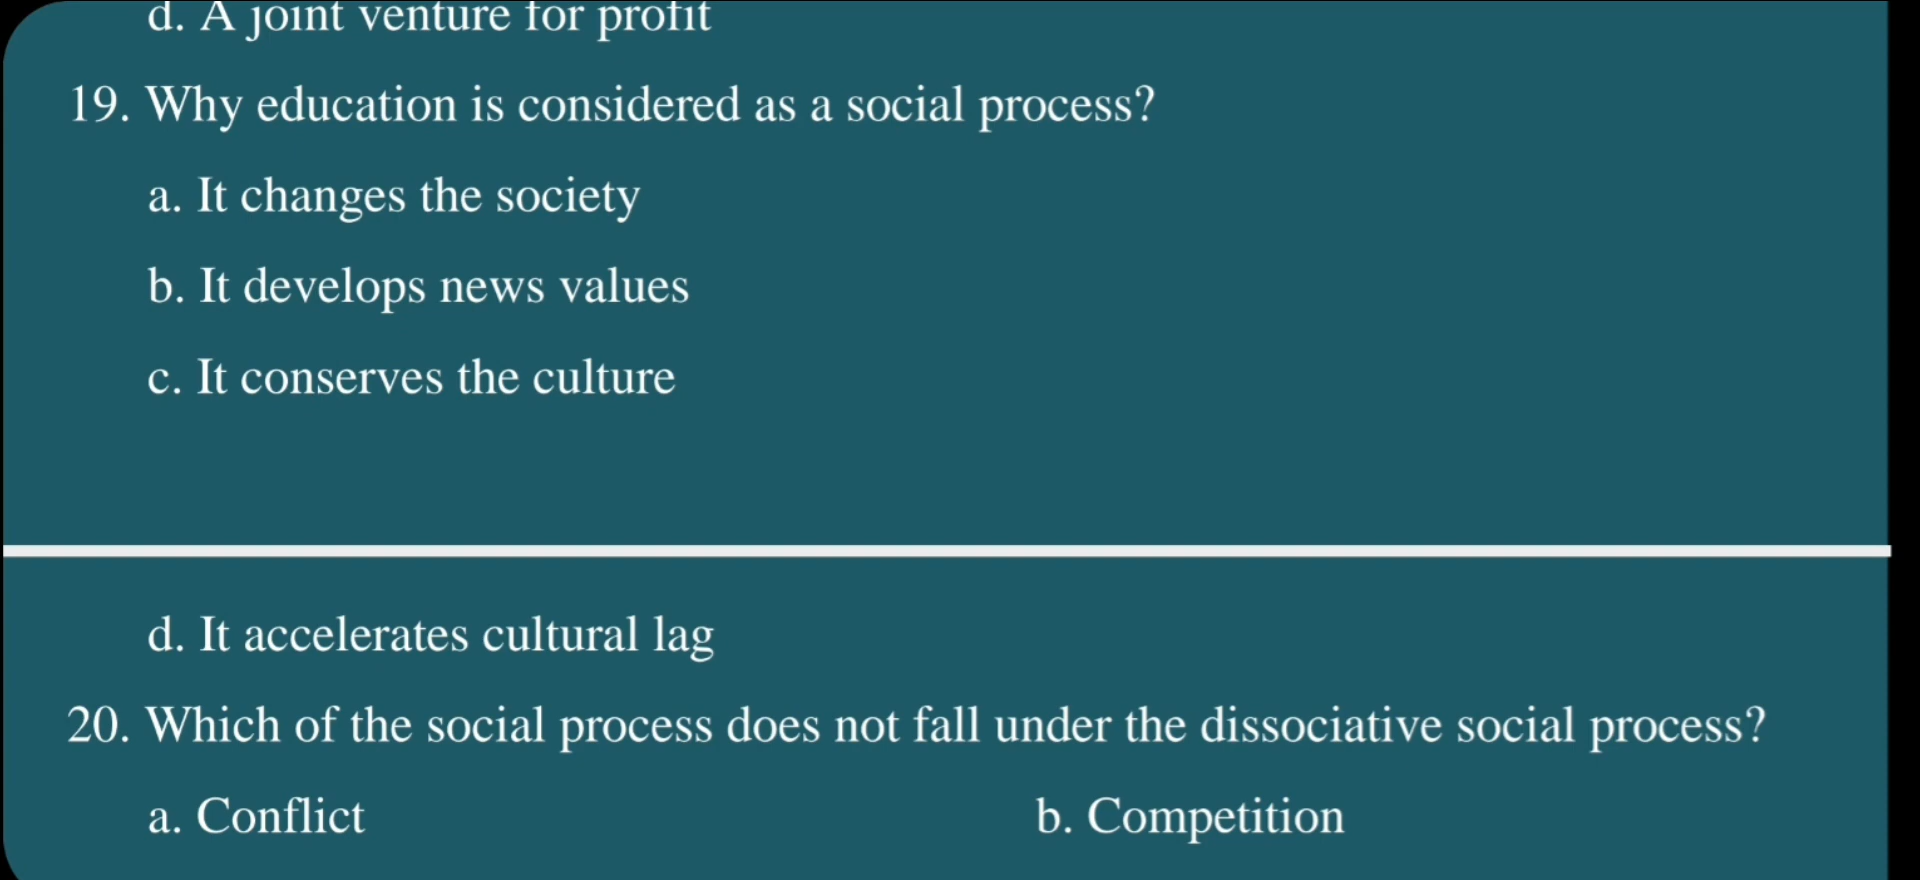 d. A joint venture for profit
19. Why education is considered as a social process?
a. It changes the society
b. It develops news values
c. It conserves the culture
d. It accelerates cultural lag
20. Which of the social process does not fall under the dissociative social process?
a. Conflict b. Competition